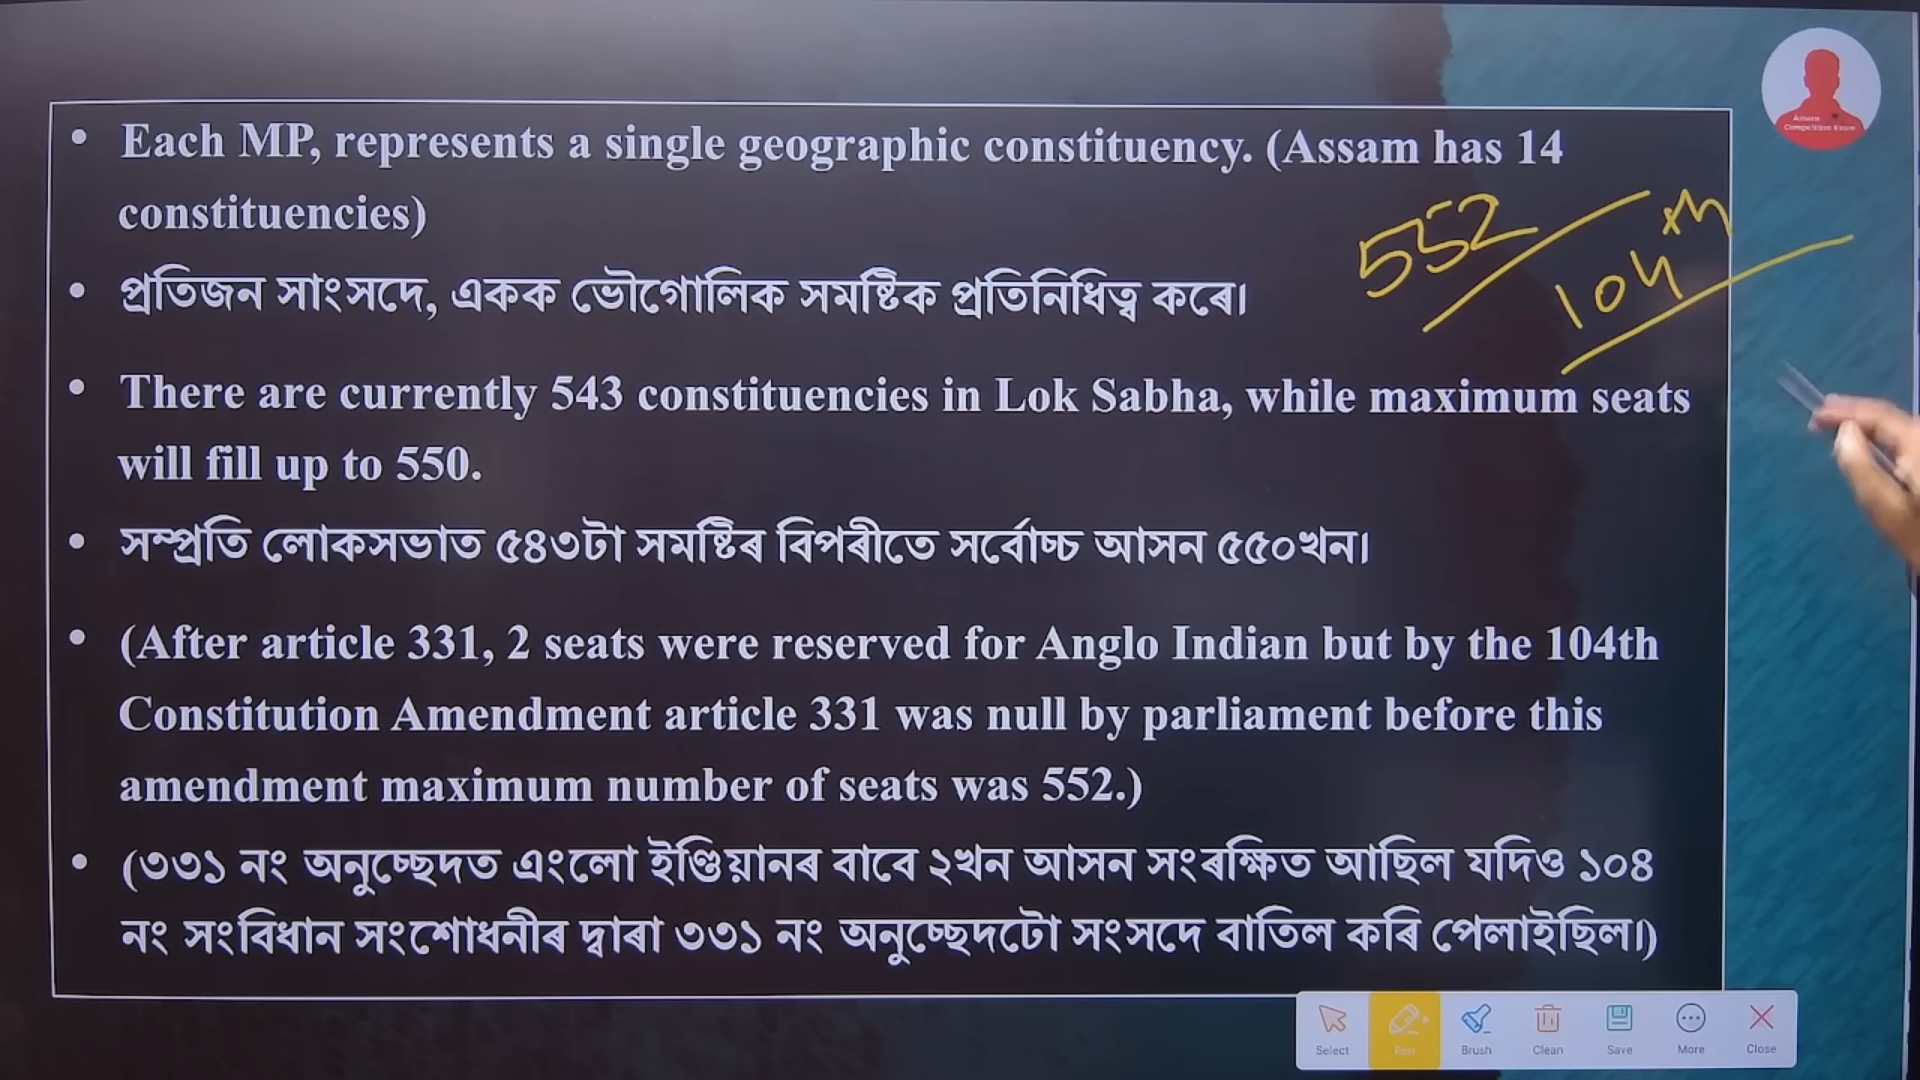 • Each MP, represents a single geographic constituency. (Assam has 14
constituencies)
552
104th
• প্ৰতিজন সাংসদে, একক ভৌগোলিক সমষ্টিক প্ৰতিনিধিত্ব কৰে।
• There are currently 543 constituencies in Lok Sabha, while maximum seats
will fill up to 550.
• সম্প্ৰতি লোকসভাত ৫৪৩টা সমষ্টিৰ বিপৰীতে সৰ্বোচ্চ আসন ৫৫০খন।
• (After article 331, 2 seats were reserved for Anglo Indian but by the 104th
Constitution Amendment article 331 was null by parliament before this
amendment maximum number of seats was 552.)
• (৩৩১ নং অনুচ্ছেদত এংলো ইণ্ডিয়ানৰ বাবে ২খন আসন সংৰক্ষিত আছিল যদিও ১০৪
নং সংবিধান সংশোধনীৰ দ্বাৰা ৩৩১ নং অনুচ্ছেদটো সংসদে বাতিল কৰি পেলাইছিল।)
Assam
Competitive Exam
Select Pen Brush Clean Save More Close